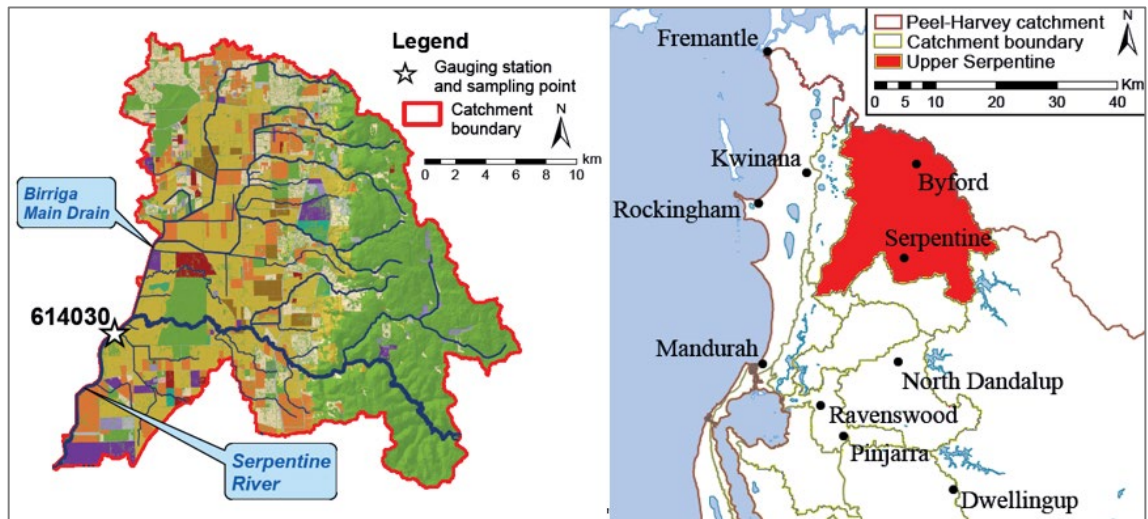 Legend
Gauging station
and sampling point
Catchment
boundary
N
km
0 2 4 6 8 10
Birriga
Main Drain
614030
Serpentine
River
Peel-Harvey catchment
Catchment boundary
Upper Serpentine
N
Km
0 5 10 20 30 40
Fremantle
Kwinana
Byford
Rockingham
Serpentine
Mandurah
North Dandalup
Ravenswood
Pinjarra
Dwellingup